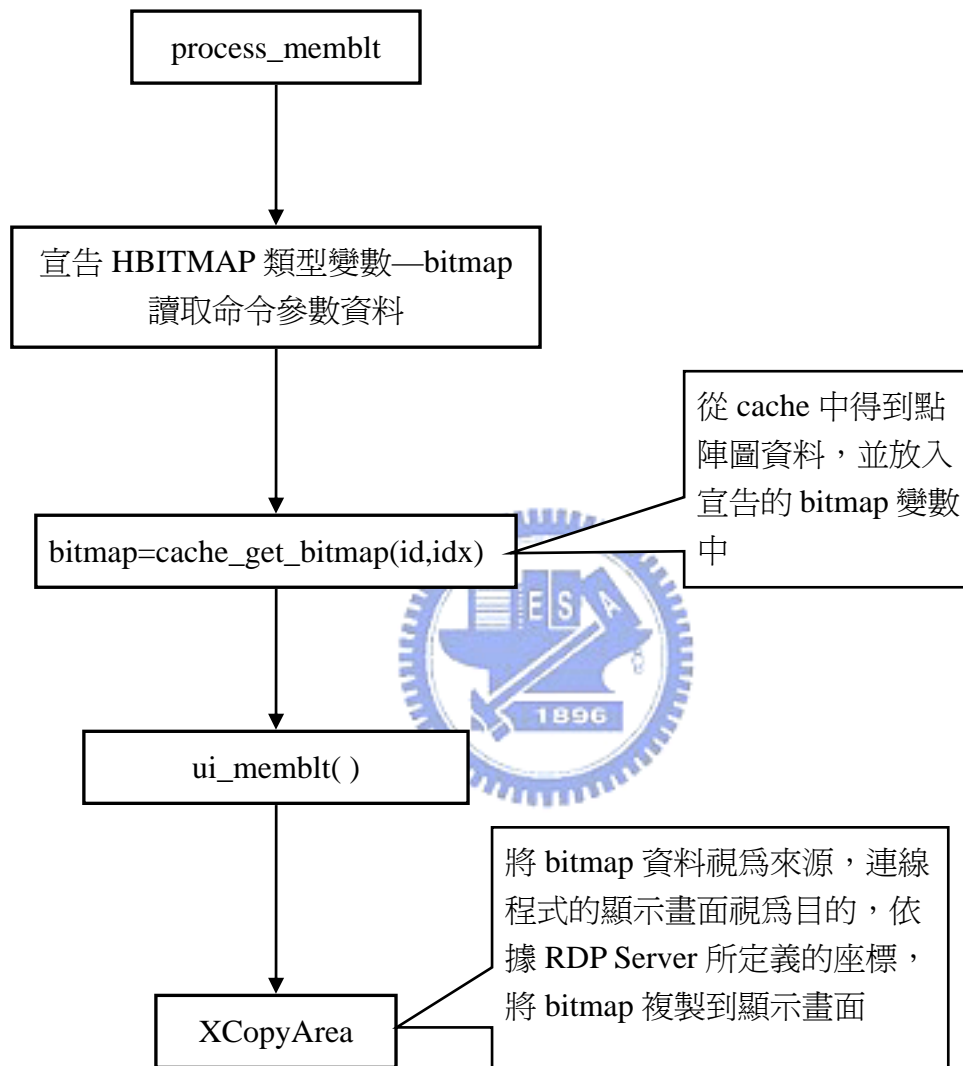 process_memblt
宣告 HBITMAP 類型變數—bitmap
讀取命令參數資料
從 cache 中得到點
陣圖資料，並放入
宣告的 bitmap 變數
中
bitmap=cache_get_bitmap(id,idx)
E S A
1896
ui_memblt( )
將 bitmap 資料視為來源，連線
程式的顯示畫面視為目的，依
據 RDP Server 所定義的座標，
將 bitmap 複製到顯示畫面
XCopyArea